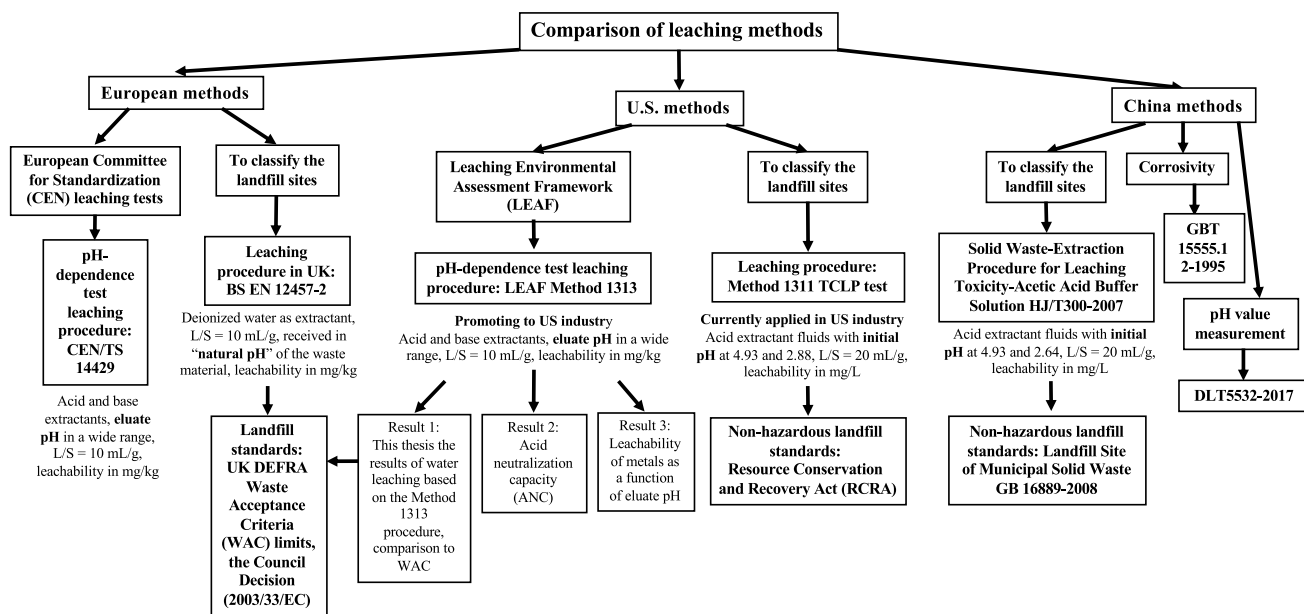 Comparison of leaching methods
European methods
U.S. methods
China methods
European Committee
for Standardization
(CEN) leaching tests
To classify the
landfill sites
Leaching Environmental
Assessment Framework
(LEAF)
To classify the
landfill sites
To classify the
landfill sites
Corrosivity
pH-
dependence
test
leaching
procedure:
CEN/TS
14429
Acid and base
extractants, eluate
pH in a wide range,
L/S = 10 mL/g,
leachability in mg/kg
Leaching
procedure in UK:
BS EN 12457-2
Deionized water as extractant,
L/S = 10 mL/g, received in
“natural pH” of the waste
material, leachability in mg/kg
Landfill
standards:
UK DEFRA
Waste
Acceptance
Criteria
(WAC) limits,
the Council
Decision
(2003/33/EC)
pH-dependence test leaching
procedure: LEAF Method 1313
Promoting to US industry
Acid and base extractants, eluate pH in a wide
range, L/S = 10 mL/g, leachability in mg/kg
Result 1:
This thesis the
results of water
leaching based
on the Method
1313
procedure,
comparison to
WAC
Result 2:
Acid
neutralization
capacity
(ANC)
Result 3:
Leachability
of metals as
a function
of eluate pH
Leaching procedure:
Method 1311 TCLP test
Currently applied in US industry
Acid extractant fluids with initial
pH at 4.93 and 2.88, L/S= 20 mL/g,
leachability in mg/L
Non-hazardous landfill
standards:
Resource Conservation
and Recovery Act (RCRA)
Solid Waste-Extraction
Procedure for Leaching
Toxicity-Acetic Acid Buffer
Solution HJ/T300-2007
Acid extractant fluids with initial
pH at 4.93 and 2.64, L/S = 20 mL/g,
leachability in mg/L
Non-hazardous landfill
standards: Landfill Site
of Municipal Solid Waste
GB 16889-2008
GBT
15555.1
2-1995
pH value
measurement
DLT5532-2017